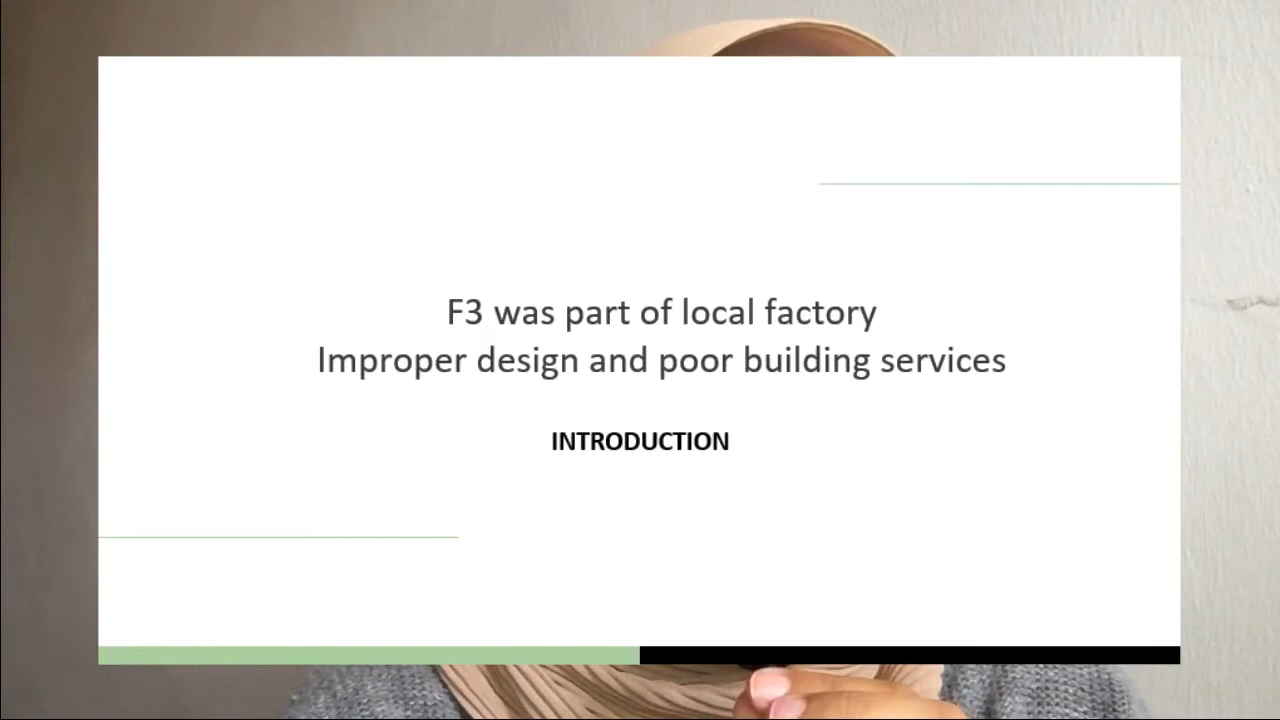 F3 was part of local factory
Improper design and poor building services
INTRODUCTION